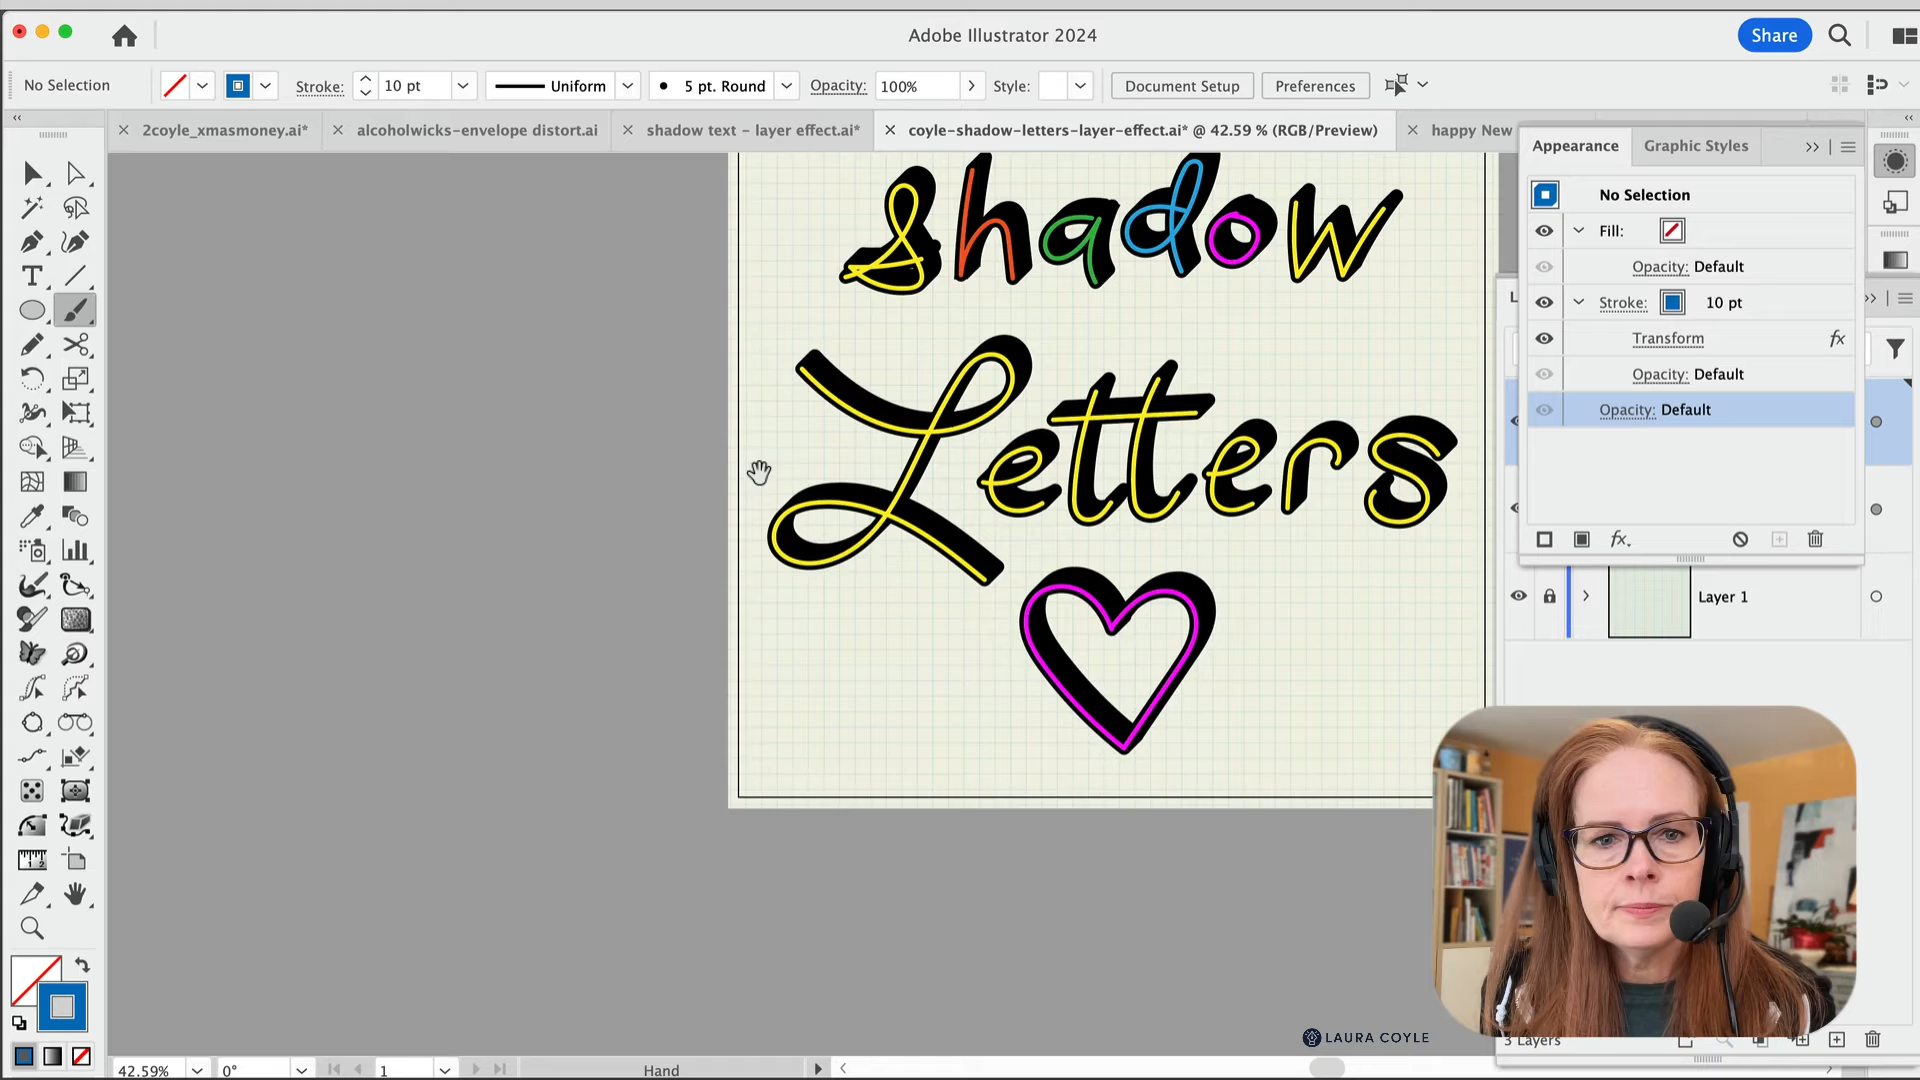 Adobe Illustrator 2024
Share
No Selection
Stroke:
10 pt
Uniform
5 pt. Round
Opacity:
100%
Style:
Document Setup
Preferences
2coyle_xmasmoney.ai*
alcoholwicks-envelope distort.ai
shadow text – layer effect.ai*
coyle-shadow-letters-layer-effect.ai* @ 42.59 % (RGB/Preview)
happy New
Appearance
Graphic Styles
No Selection
Fill:
Opacity: Default
Stroke:
10 pt
Transform
fx
Opacity: Default
Opacity: Default
fx.
Layer 1
Shadow
Letters
LAURA COYLE
3 Layers
42.59%
0°
1
Hand